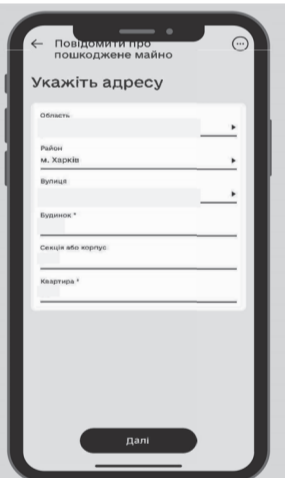 Повідомити про
пошкоджене майно
Укажіть адресу
Область
Район
м. Харків
Вулиця
Будинок *
Секція або корпус
Квартира *
Далі